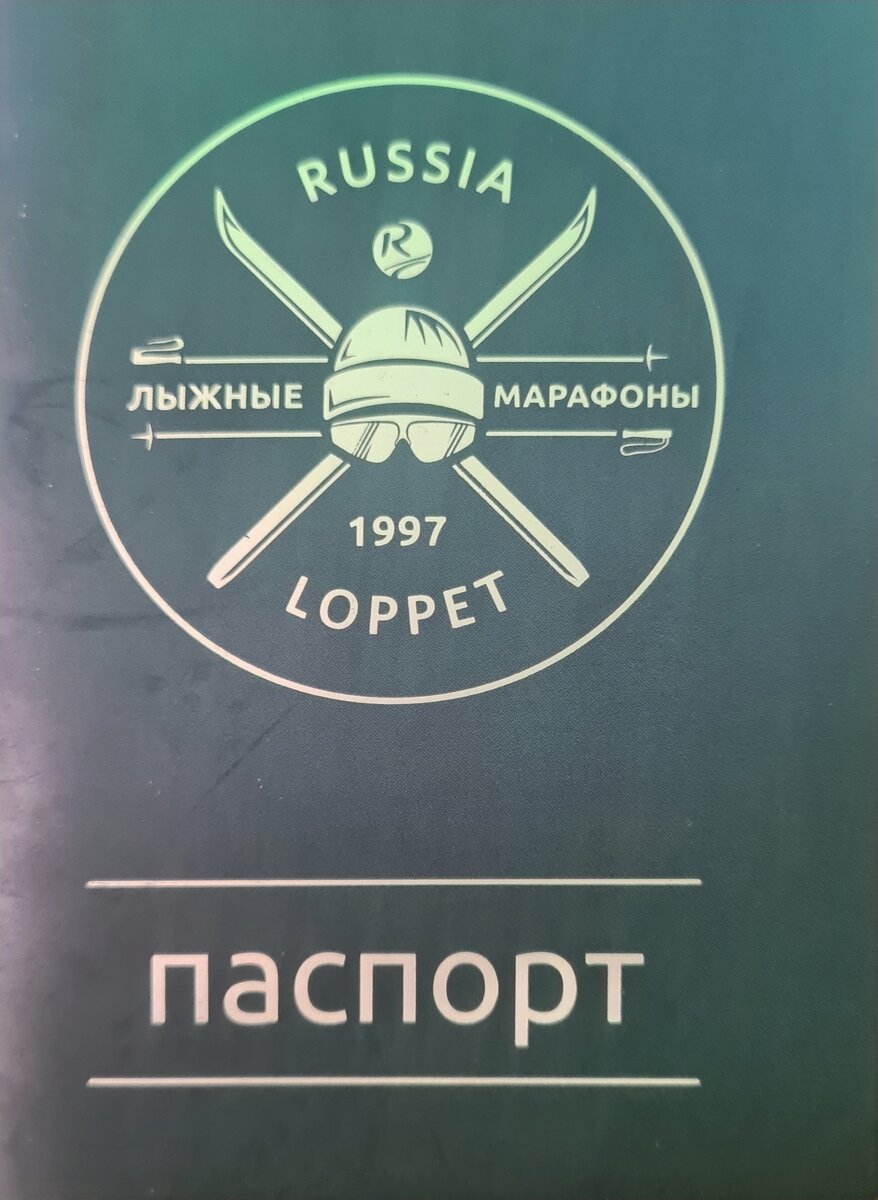 RUSSIA
R
ЛЫЖНЫЕ МАРАФОНЫ
1997
LOPPET
паспорт